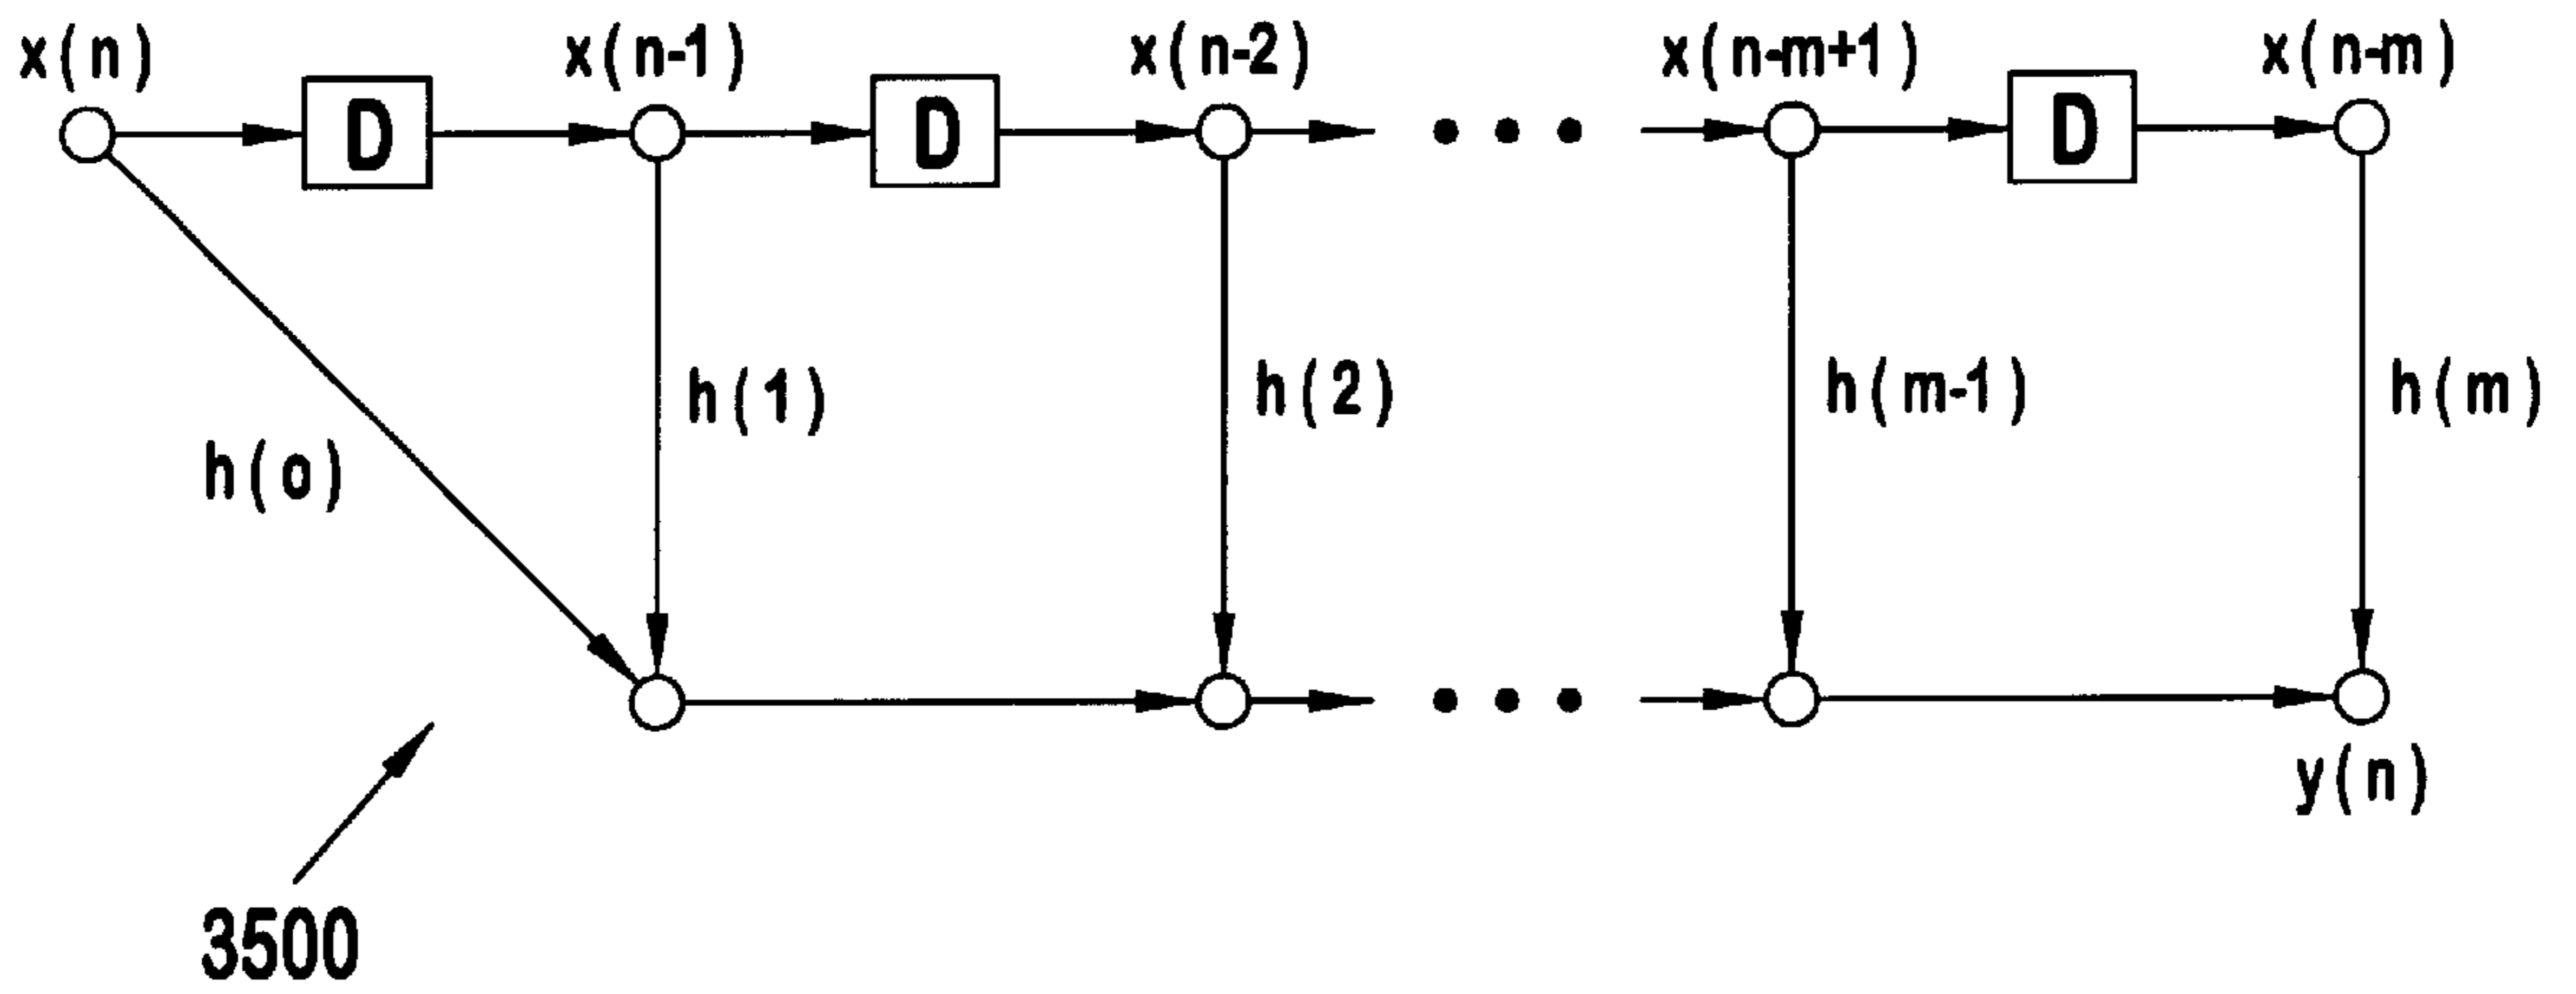 x(n) x(n-1) x(n-2) x(n-m+1) x(n-m)
D D D
h(o) h(1) h(2) h(m-1) h(m)
y(n)
3500